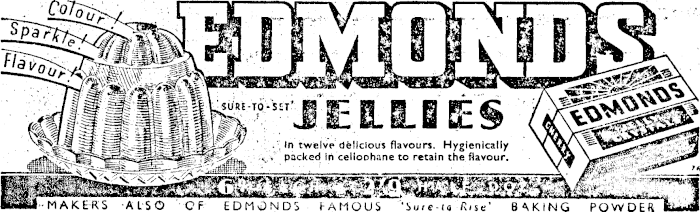 Colour
Sparkle
Flavour
EDMONDS
'SURE-TO-SET'
JELLIES
In twelve delicious flavours. Hygienically
packed in cellophane to retain the flavour.
EDMONDS
JELLY
MAKERS ALSO OF EDMONDS FAMOUS 'Sure-to Rise' BAKING POWDER